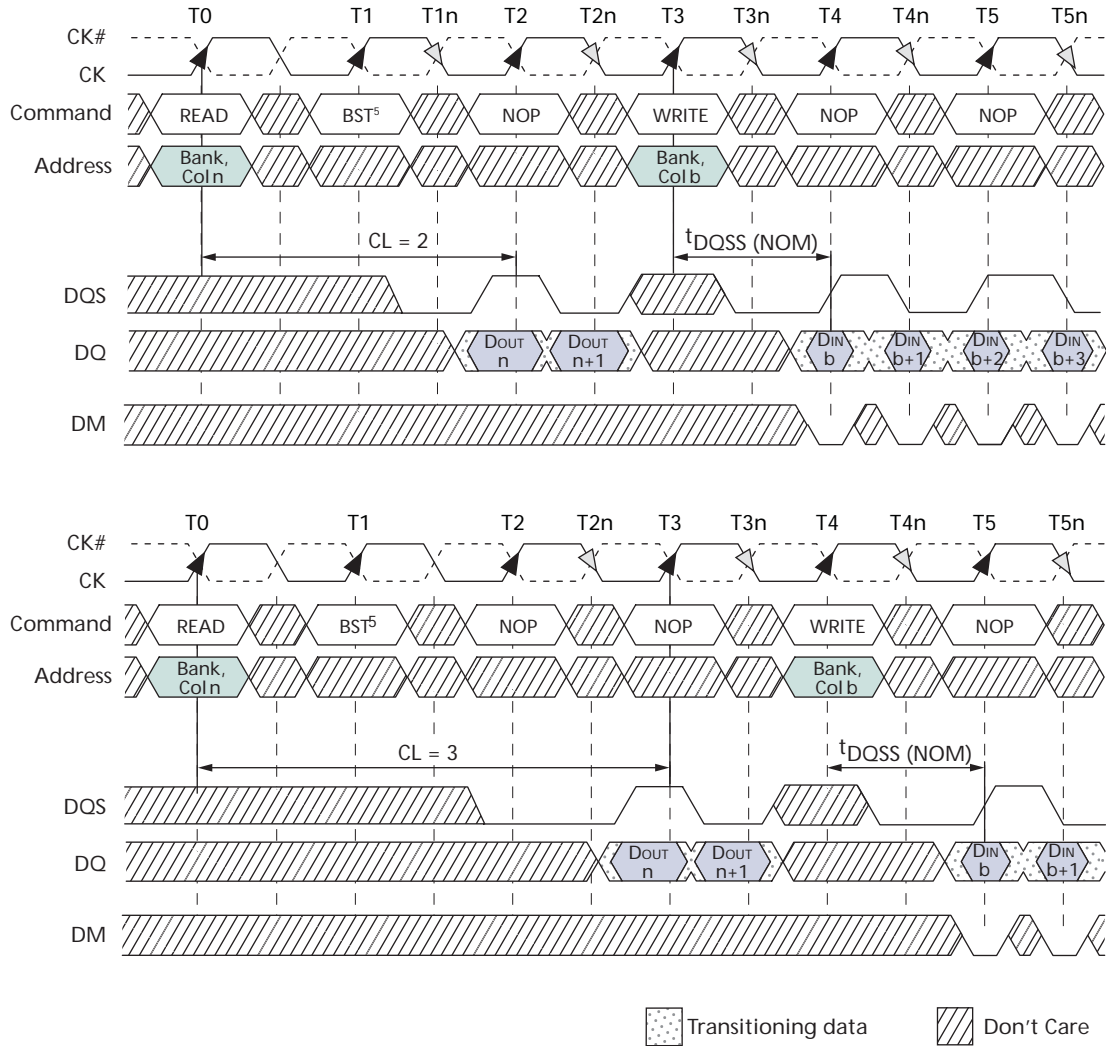 T0 T1 T1n T2 T2n T3 T3n T4 T4n T5 T5n
CK#
CK
Command READ BST5 NOP WRITE NOP NOP
Address Bank, Col n Bank, Col b
CL = 2 tDQSS (NOM)
DQS
DQ DOUT n DOUT n+1 DIN b DIN b+1 DIN b+2 DIN b+3
DM
T0 T1 T2 T2n T3 T3n T4 T4n T5 T5n
CK#
CK
Command READ BST5 NOP NOP WRITE NOP
Address Bank, Col n Bank, Col b
CL = 3 tDQSS (NOM)
DQS
DQ DOUT n DOUT n+1 DIN b DIN b+1
DM
Transitioning data Don't Care